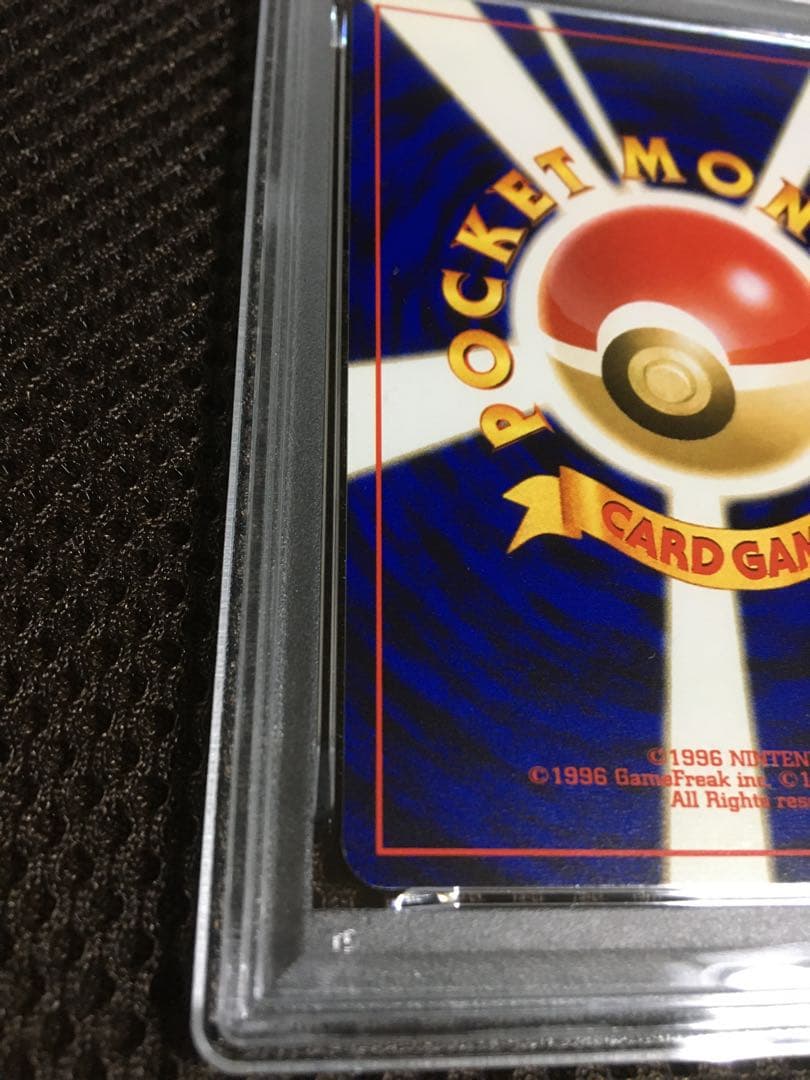 POCKET MON
CARD GAM
©1996 NINTEN
©1996 GameFreak inc. ©1
All Rights res